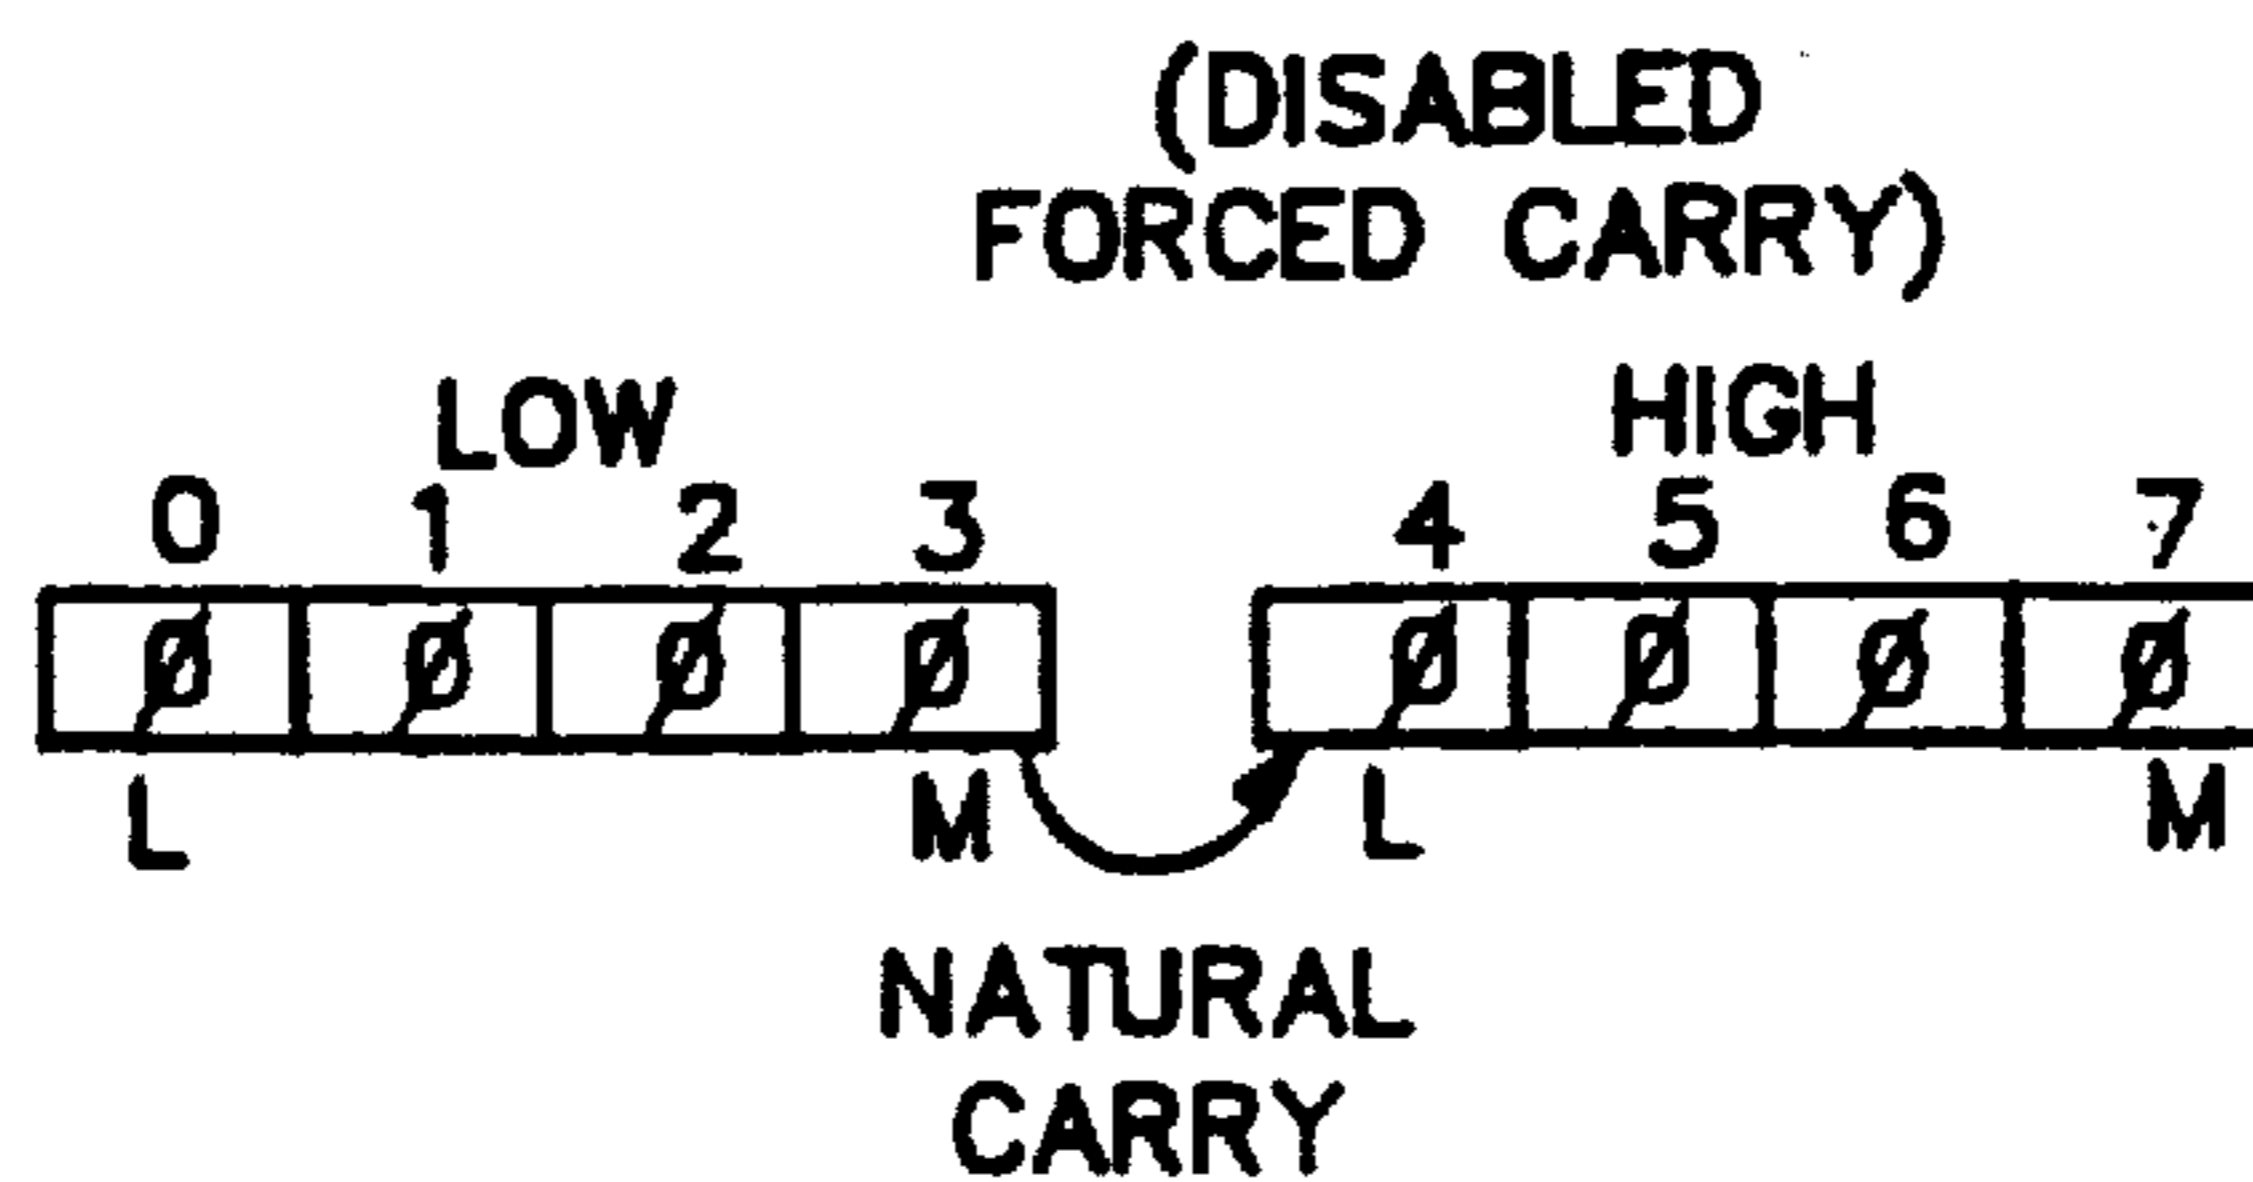 (DISABLED
FORCED CARRY)
LOW HIGH
0 1 2 3 4 5 6 7
Ø Ø Ø Ø Ø Ø Ø Ø
L M L M
NATURAL
CARRY